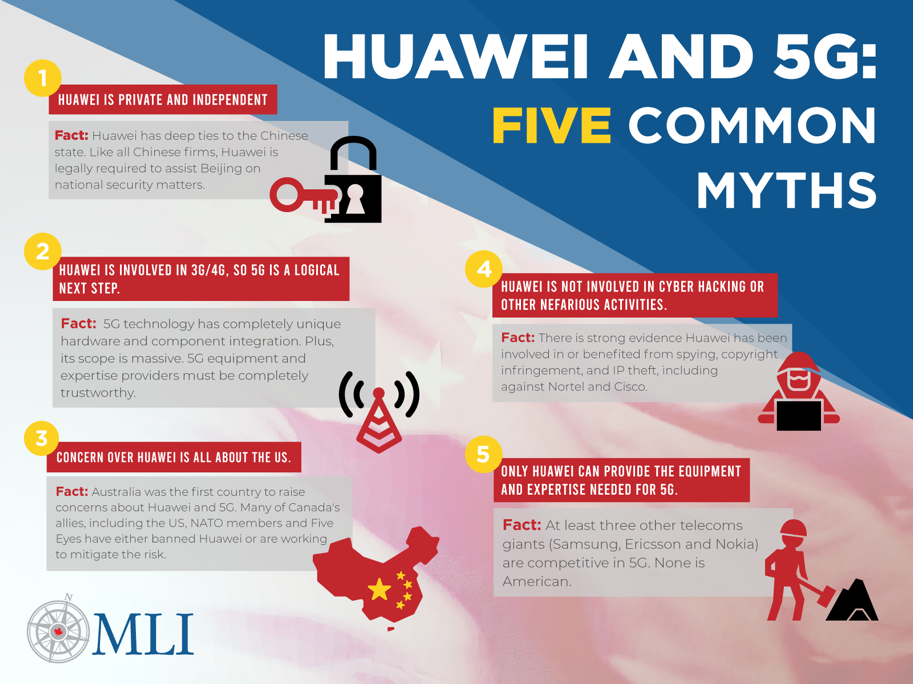 HUAWEI AND 5G:
FIVE COMMON
MYTHS
1
HUAWEI IS PRIVATE AND INDEPENDENT
Fact: Huawei has deep ties to the Chinese
state. Like all Chinese firms, Huawei is
legally required to assist Beijing on
national security matters.
2
HUAWEI IS INVOLVED IN 3G/4G, SO 5G IS A LOGICAL
NEXT STEP.
Fact: 5G technology has completely unique
hardware and component integration. Plus,
its scope is massive. 5G equipment and
expertise providers must be completely
trustworthy.
3
CONCERN OVER HUAWEI IS ALL ABOUT THE US.
Fact: Australia was the first country to raise
concerns about Huawei and 5G. Many of Canada's
allies, including the US, NATO members and Five
Eyes have either banned Huawei or are working
to mitigate the risk.
4
HUAWEI IS NOT INVOLVED IN CYBER HACKING OR
OTHER NEFARIOUS ACTIVITIES.
Fact: There is strong evidence Huawei has been
involved in or benefited from spying, copyright
infringement, and IP theft, including
against Nortel and Cisco.
5
ONLY HUAWEI CAN PROVIDE THE EQUIPMENT
AND EXPERTISE NEEDED FOR 5G.
Fact: At least three other telecoms
giants (Samsung, Ericsson and Nokia)
are competitive in 5G. None is
American.
N
MLI